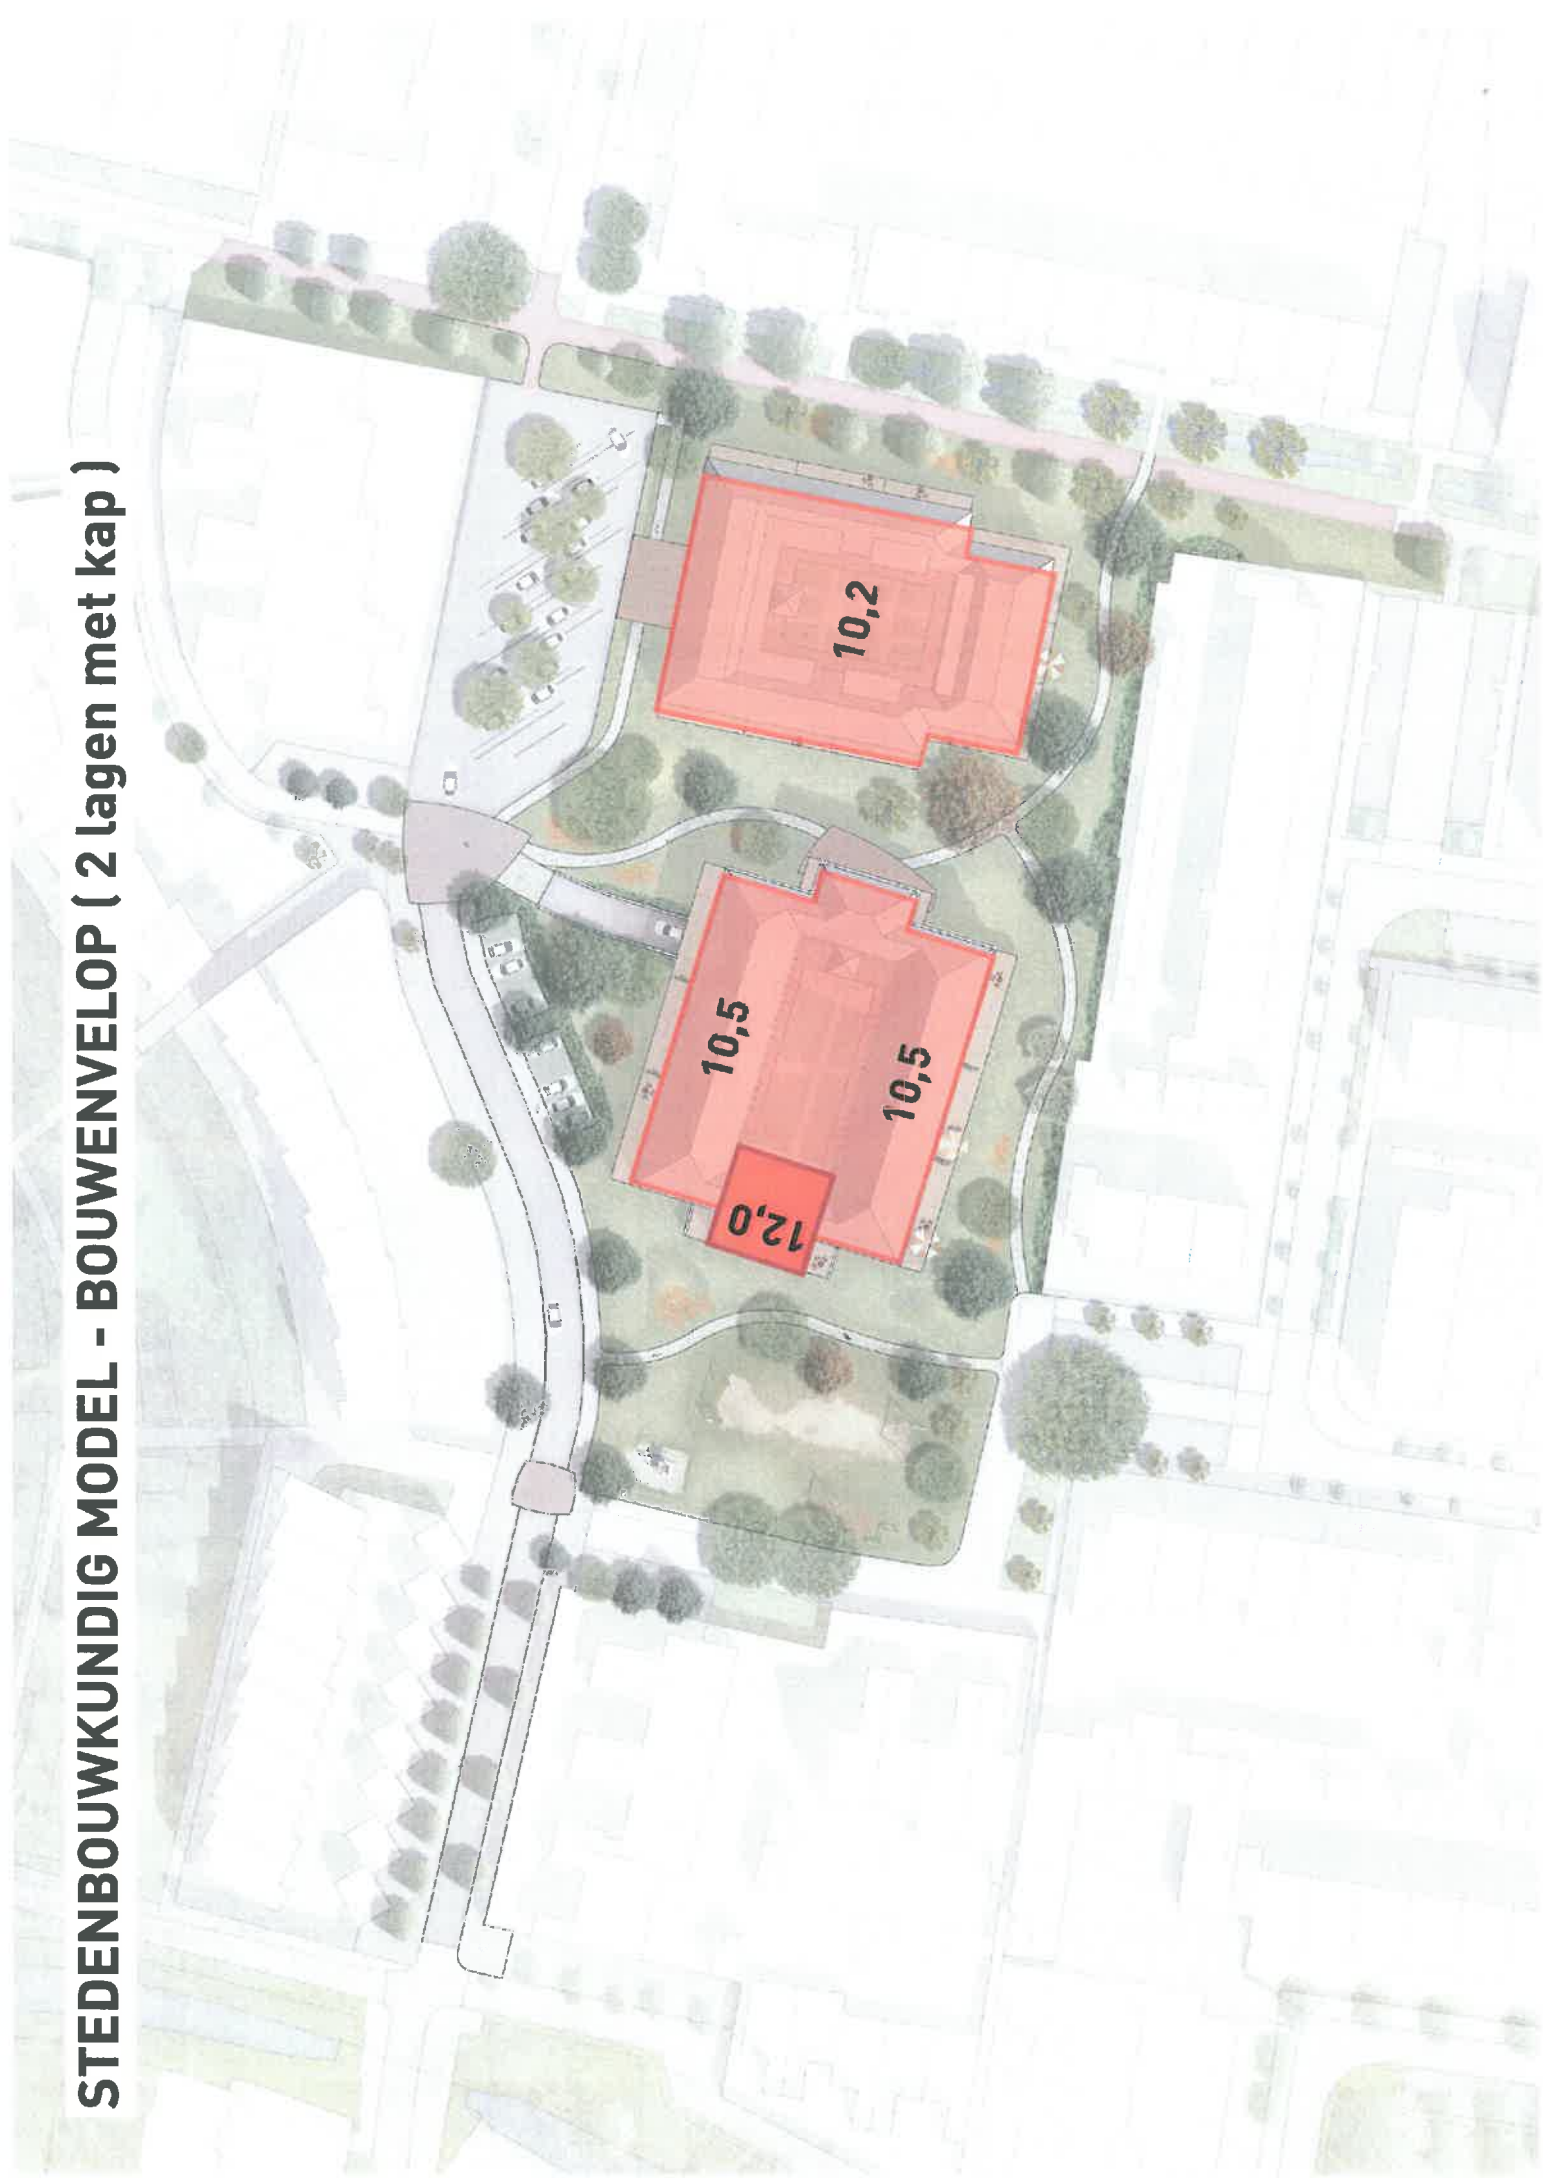 STEDENBOUWKUNDIG MODEL - BOUWENVELOP ( 2 lagen met kap )
12,0
10,5
10,5
10,2